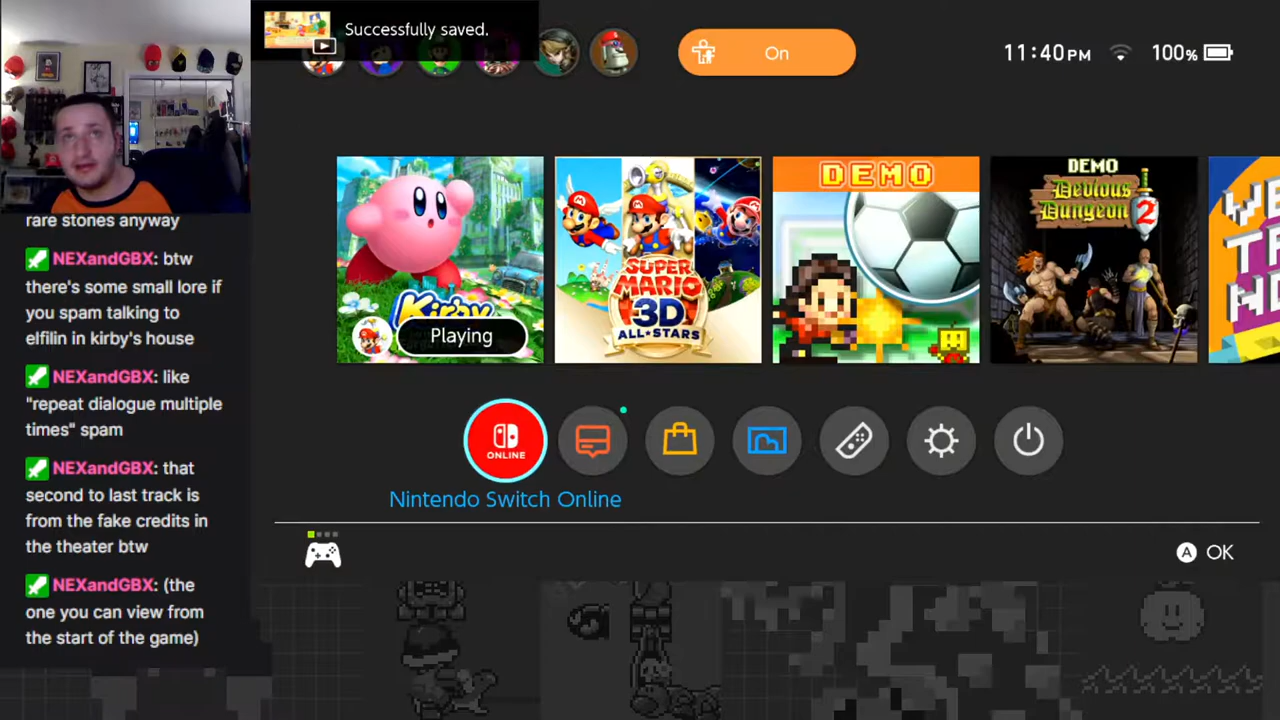 Successfully saved.
On
11:40PM
100%
rare stones anyway
NEXandGBX: btw
there's some small lore if
you spam talking to
elfilin in kirby's house
NEXandGBX: like
"repeat dialogue multiple
times" spam
NEXandGBX: that
second to last track is
from the fake credits in
the theater btw
NEXandGBX: (the
one you can view from
the start of the game)
Kirby
Playing
SUPER
MARIO
3D
ALL★STARS
DEMO
DEMO
Devious
Dungeon
2
ONLINE
Nintendo Switch Online
A OK